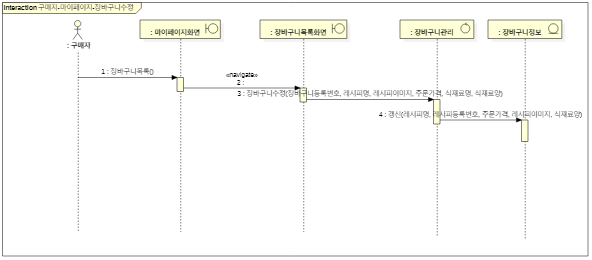 interaction 구매자-마이페이지-장바구니수정
: 구매자
: 마이페이지화면
: 장바구니목록화면
: 장바구니관리
: 장바구니정보
1 : 장바구니목록()
«navigate»
2 :
3 : 장바구니수정(장바구니등록번호, 레시피명, 레시피이미지, 주문가격, 식재료명, 식재료양)
4 : 갱신(레시피명, 레시피등록번호, 주문가격, 레시피이미지, 식재료양)